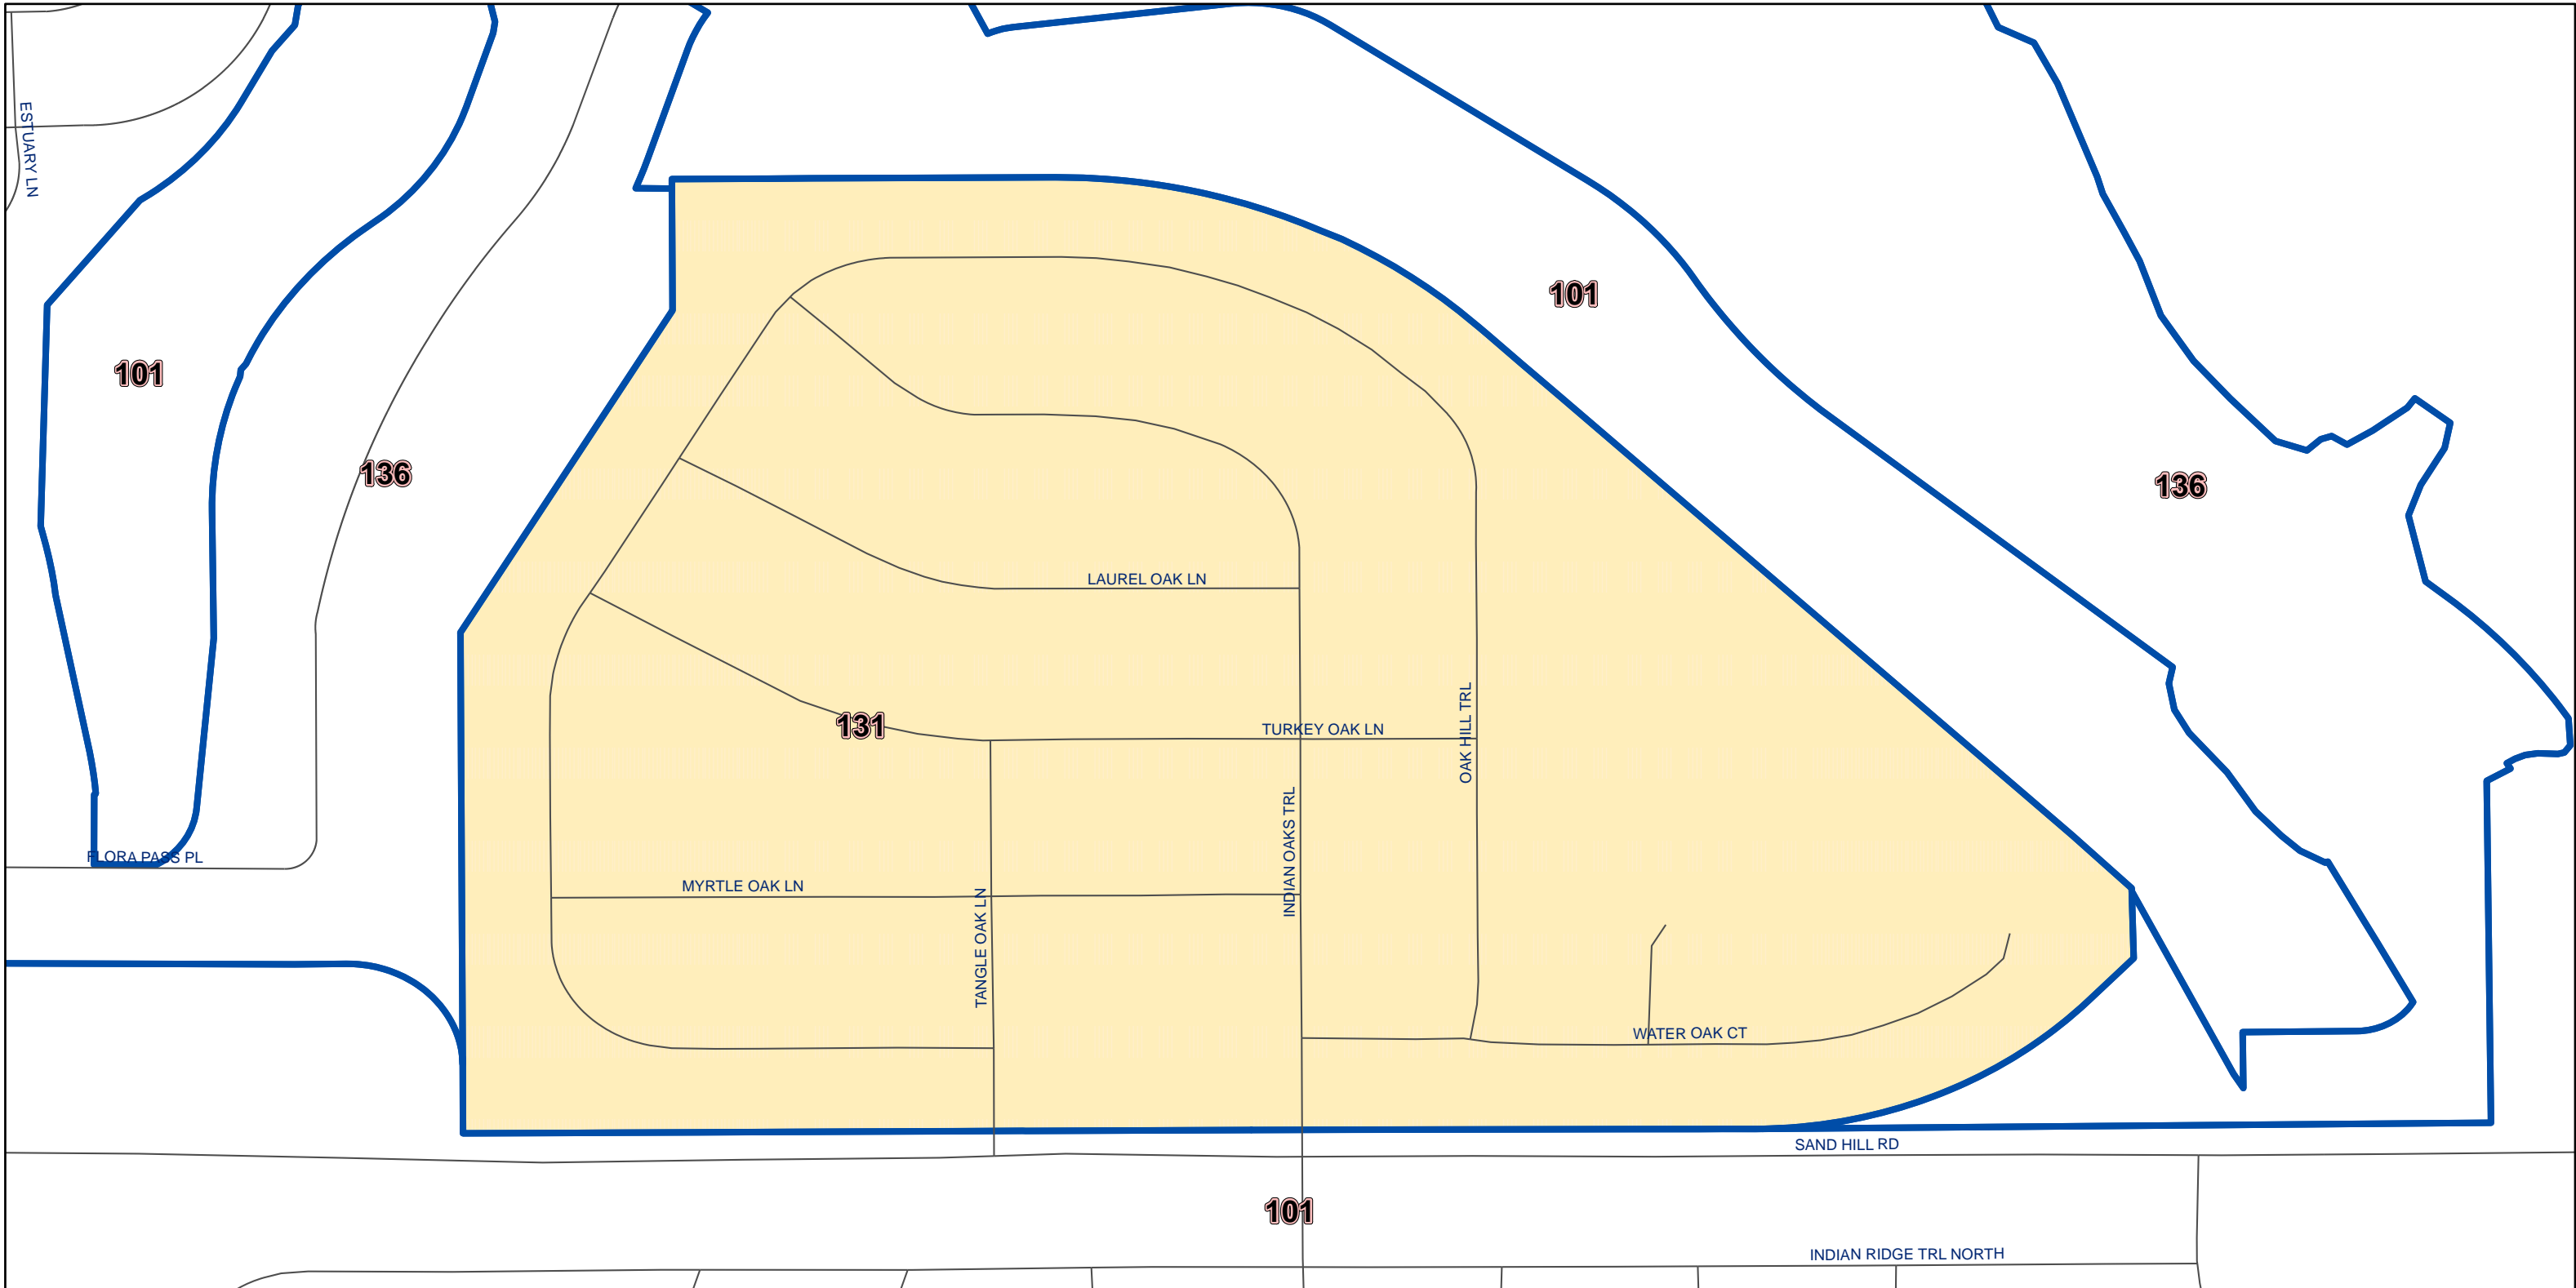 ESTUARY LN
101
101
136
136
LAUREL OAK LN
131
TURKEY OAK LN
OAK HILL TRL
INDIAN OAKS TRL
FLORA PASS PL
MYRTLE OAK LN
TANGLE OAK LN
WATER OAK CT
SAND HILL RD
101
INDIAN RIDGE TRL NORTH